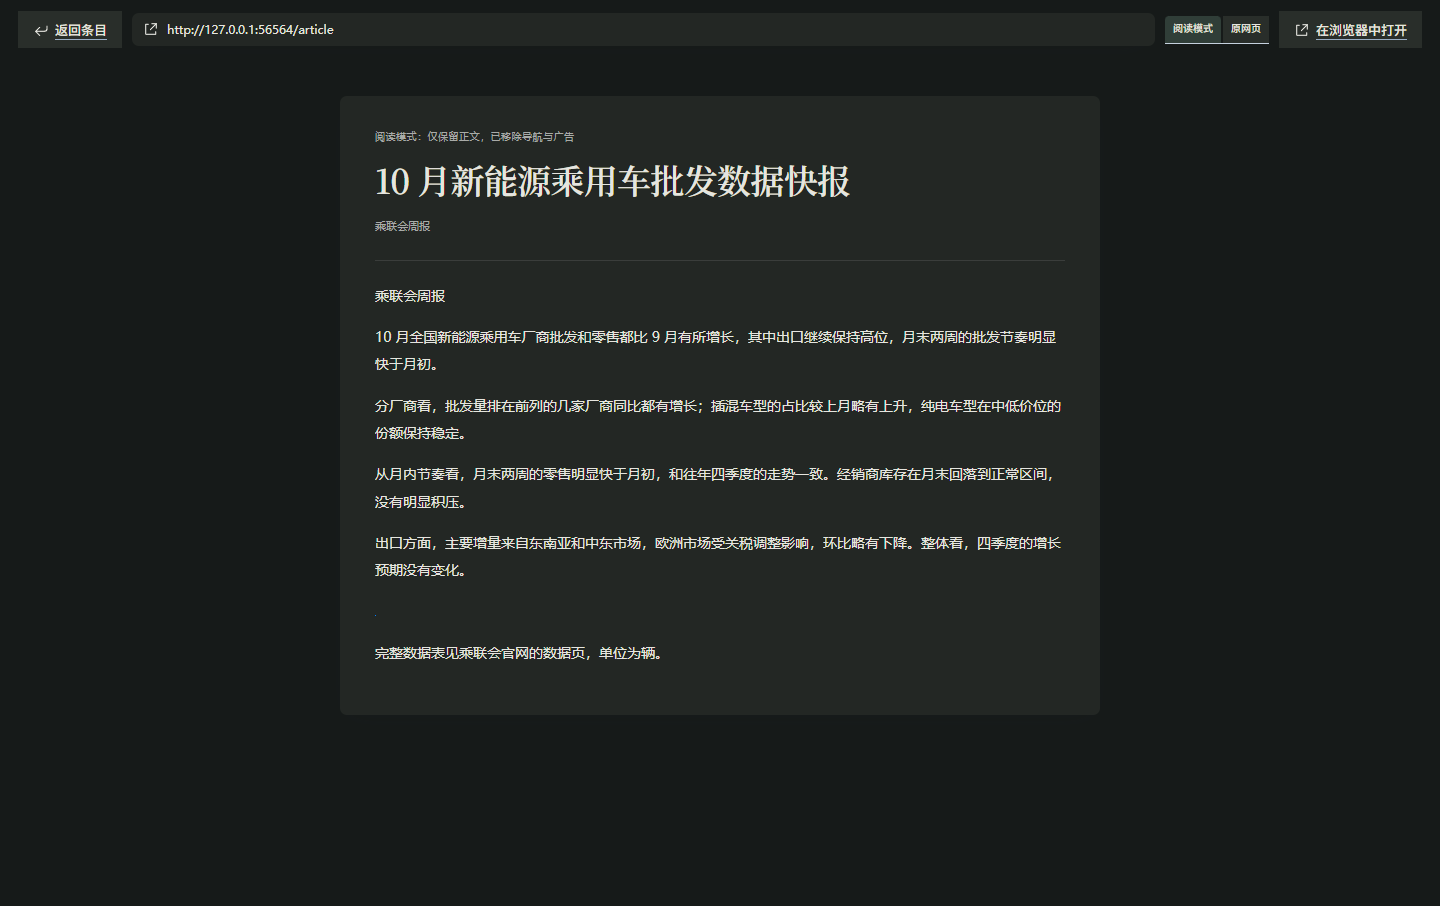 返回条目
http://127.0.0.1:56564/article
阅读模式
原网页
在浏览器中打开
阅读模式：仅保留正文，已移除导航与广告
10 月新能源乘用车批发数据快报
乘联会周报
乘联会周报
10 月全国新能源乘用车厂商批发和零售都比 9 月有所增长，其中出口继续保持高位，月末两周的批发节奏明显
快于月初。
分厂商看，批发量排在前列的几家厂商同比都有增长；插混车型的占比较上月略有上升，纯电车型在中低价位的
份额保持稳定。
从月内节奏看，月末两周的零售明显快于月初，和往年四季度的走势一致。经销商库存在月末回落到正常区间，
没有明显积压。
出口方面，主要增量来自东南亚和中东市场，欧洲市场受关税调整影响，环比略有下降。整体看，四季度的增长
预期没有变化。
完整数据表见乘联会官网的数据页，单位为辆。